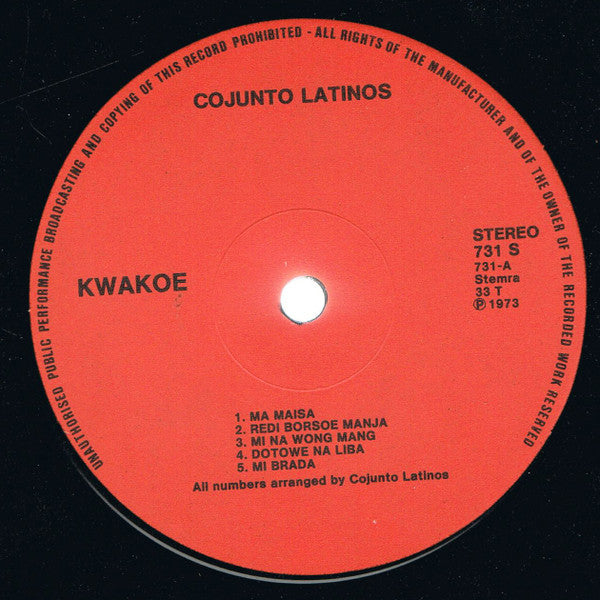 UNAUTHORISED PUBLIC PERFORMANCE BROADCASTING AND COPYING OF THIS RECORD PROHIBITED - ALL RIGHTS OF THE MANUFACTURER AND OF THE OWNER OF THE RECORDED WORK RESERVED
COJUNTO LATINOS
KWAKOE
STEREO
731 S
731-A
Stemra
33 T
Ⓟ 1973
1. MA MAISA
2. REDI BORSOE MANJA
3. MI NA WONG MANG
4. DOTOWE NA LIBA
5. MI BRADA
All numbers arranged by Cojunto Latinos